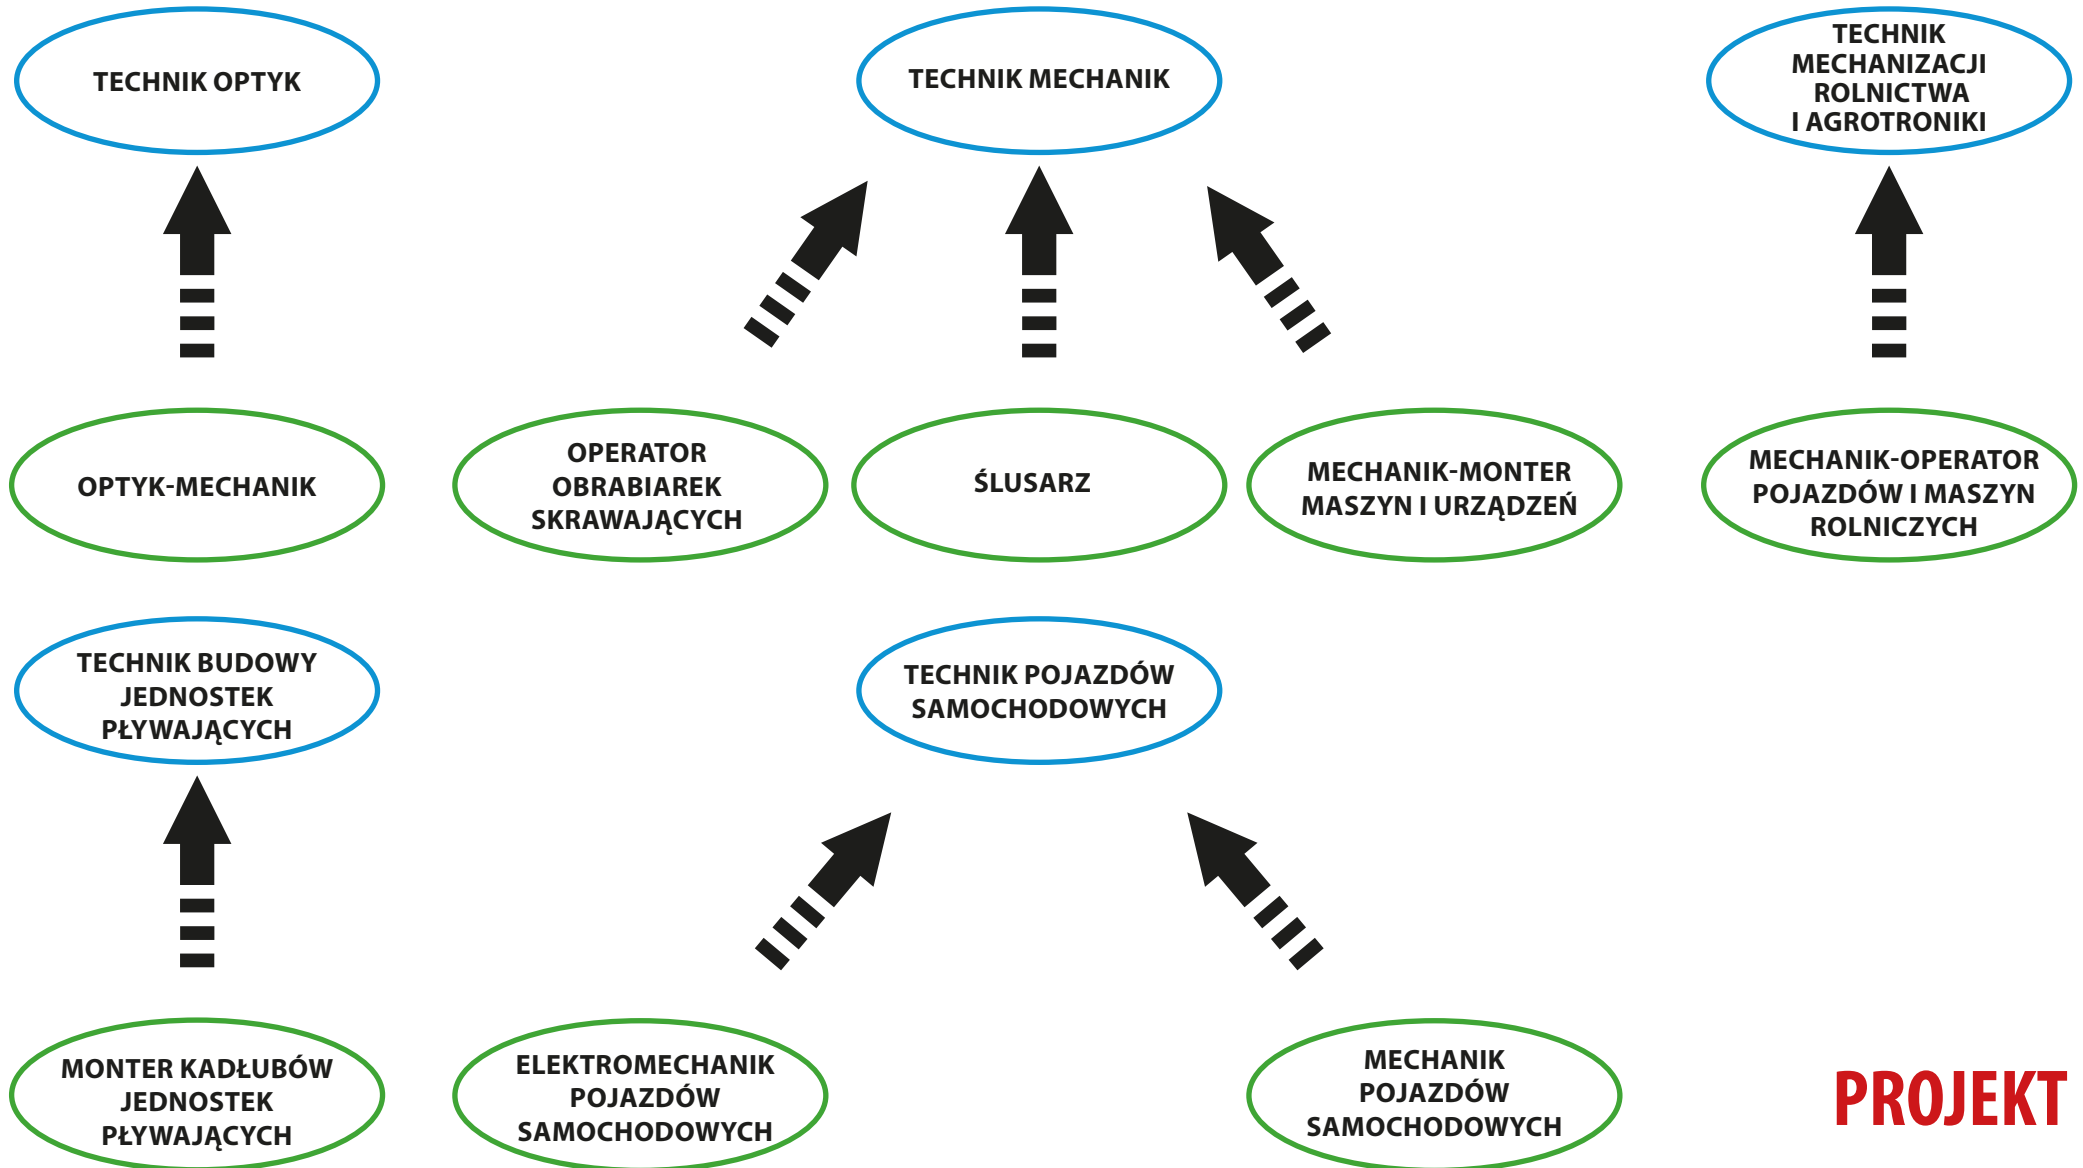 TECHNIK OPTYK
TECHNIK MECHANIK
TECHNIK
MECHANIZACJI
ROLNICTWA
I AGROTRONIKI
OPTYK-MECHANIK
OPERATOR
OBRABIAREK
SKRAWAJĄCYCH
ŚLUSARZ
MECHANIK-MONTER
MASZYN I URZĄDZEŃ
MECHANIK-OPERATOR
POJAZDÓW I MASZYN
ROLNICZYCH
TECHNIK BUDOWY
JEDNOSTEK
PŁYWAJĄCYCH
TECHNIK POJAZDÓW
SAMOCHODOWYCH
MONTER KADŁUBÓW
JEDNOSTEK
PŁYWAJĄCYCH
ELEKTROMECHANIK
POJAZDÓW
SAMOCHODOWYCH
MECHANIK
POJAZDÓW
SAMOCHODOWYCH
PROJEKT